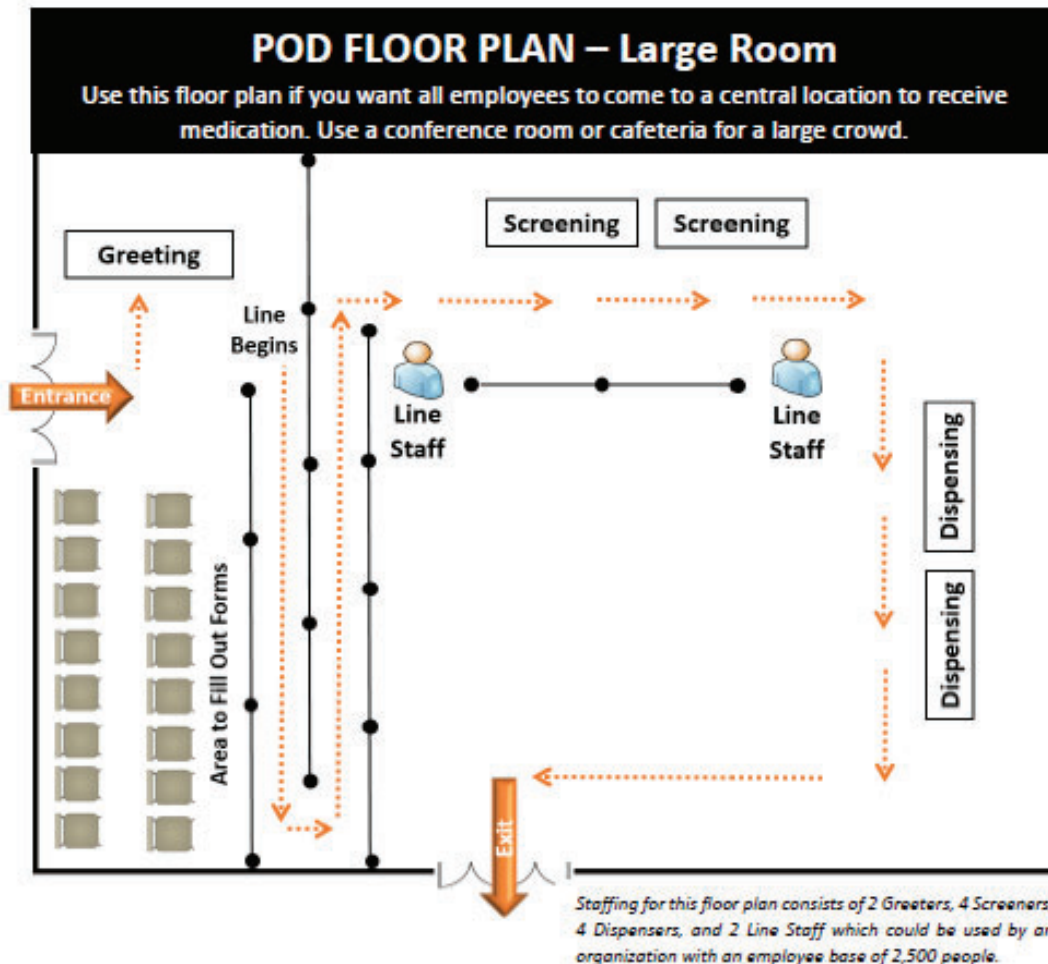 POD FLOOR PLAN – Large Room
Use this floor plan if you want all employees to come to a central location to receive
medication. Use a conference room or cafeteria for a large crowd.
Screening
Screening
Greeting
Line
Begins
Entrance
Line
Staff
Line
Staff
Dispensing
Dispensing
Area to Fill Out Forms
Exit
Staffing for this floor plan consists of 2 Greeters, 4 Screeners
4 Dispensers, and 2 Line Staff which could be used by an
organization with an employee base of 2,500 people.